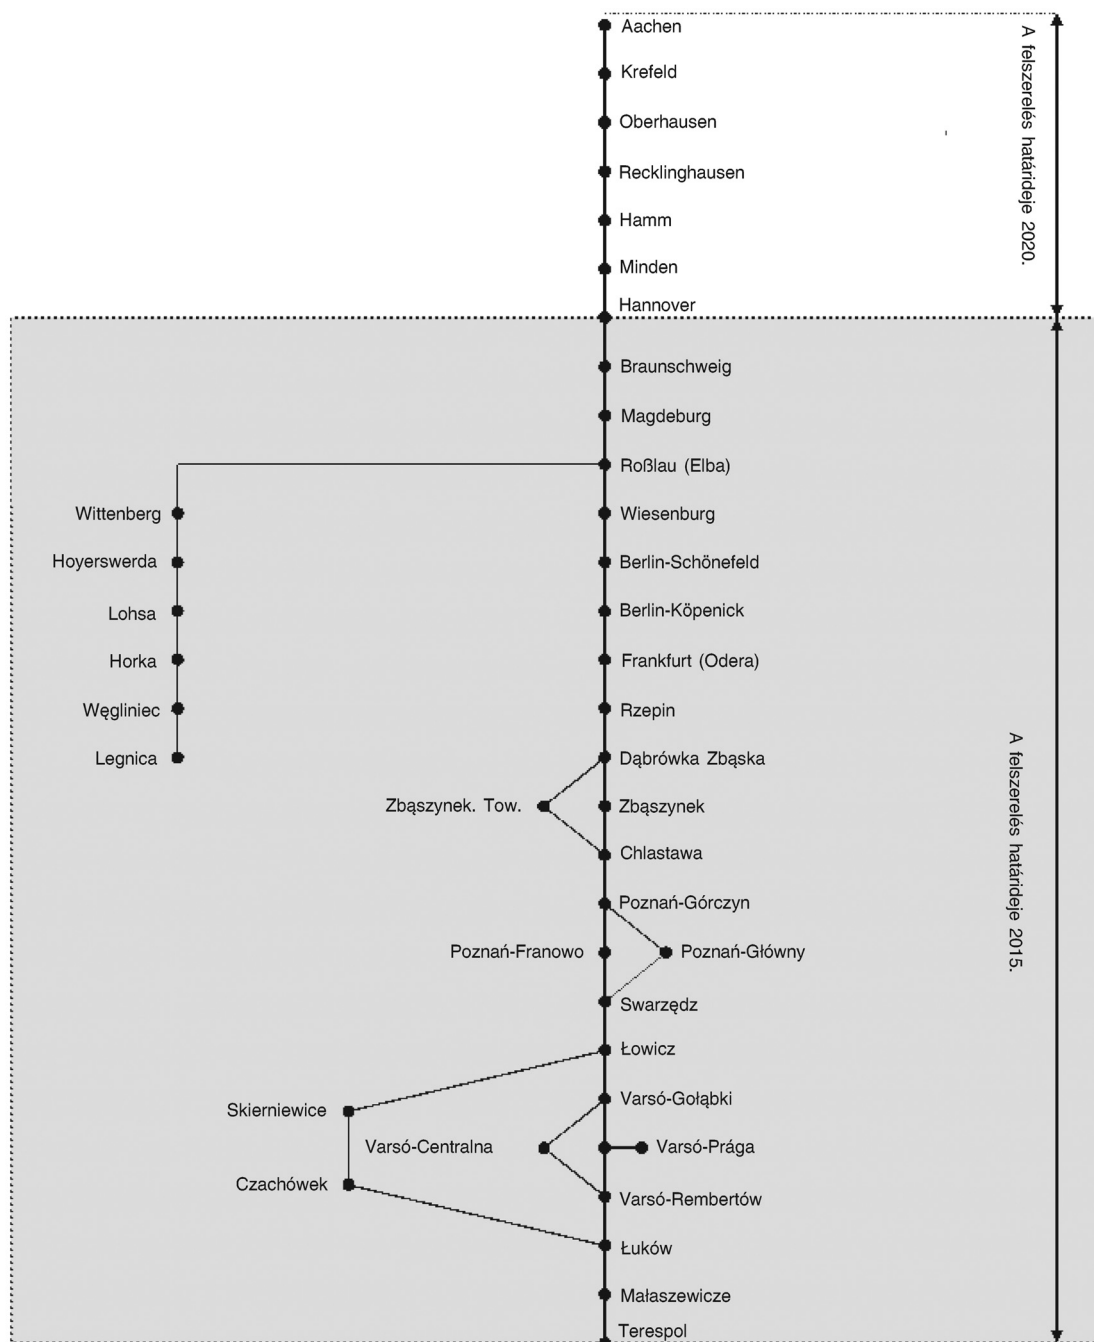 Aachen
Krefeld
Oberhausen
Recklinghausen
Hamm
Minden
Hannover
A felszerelés határideje 2020.
Braunschweig
Magdeburg
Roßlau (Elba)
Wittenberg
Wiesenburg
Hoyerswerda
Berlin-Schönefeld
Lohsa
Berlin-Köpenick
Horka
Frankfurt (Odera)
Węgliniec
Rzepin
Legnica
Dąbrówka Zbąska
Zbąszynek. Tow.
Zbąszynek
Chlastawa
Poznań-Górczyn
Poznań-Franowo
Poznań-Główny
Swarzędz
Łowicz
Varsó-Gołąbki
Skierniewice
Varsó-Centralna
Varsó-Prága
Czachówek
Varsó-Rembertów
Łuków
Małaszewicze
Terespol
A felszerelés határideje 2015.